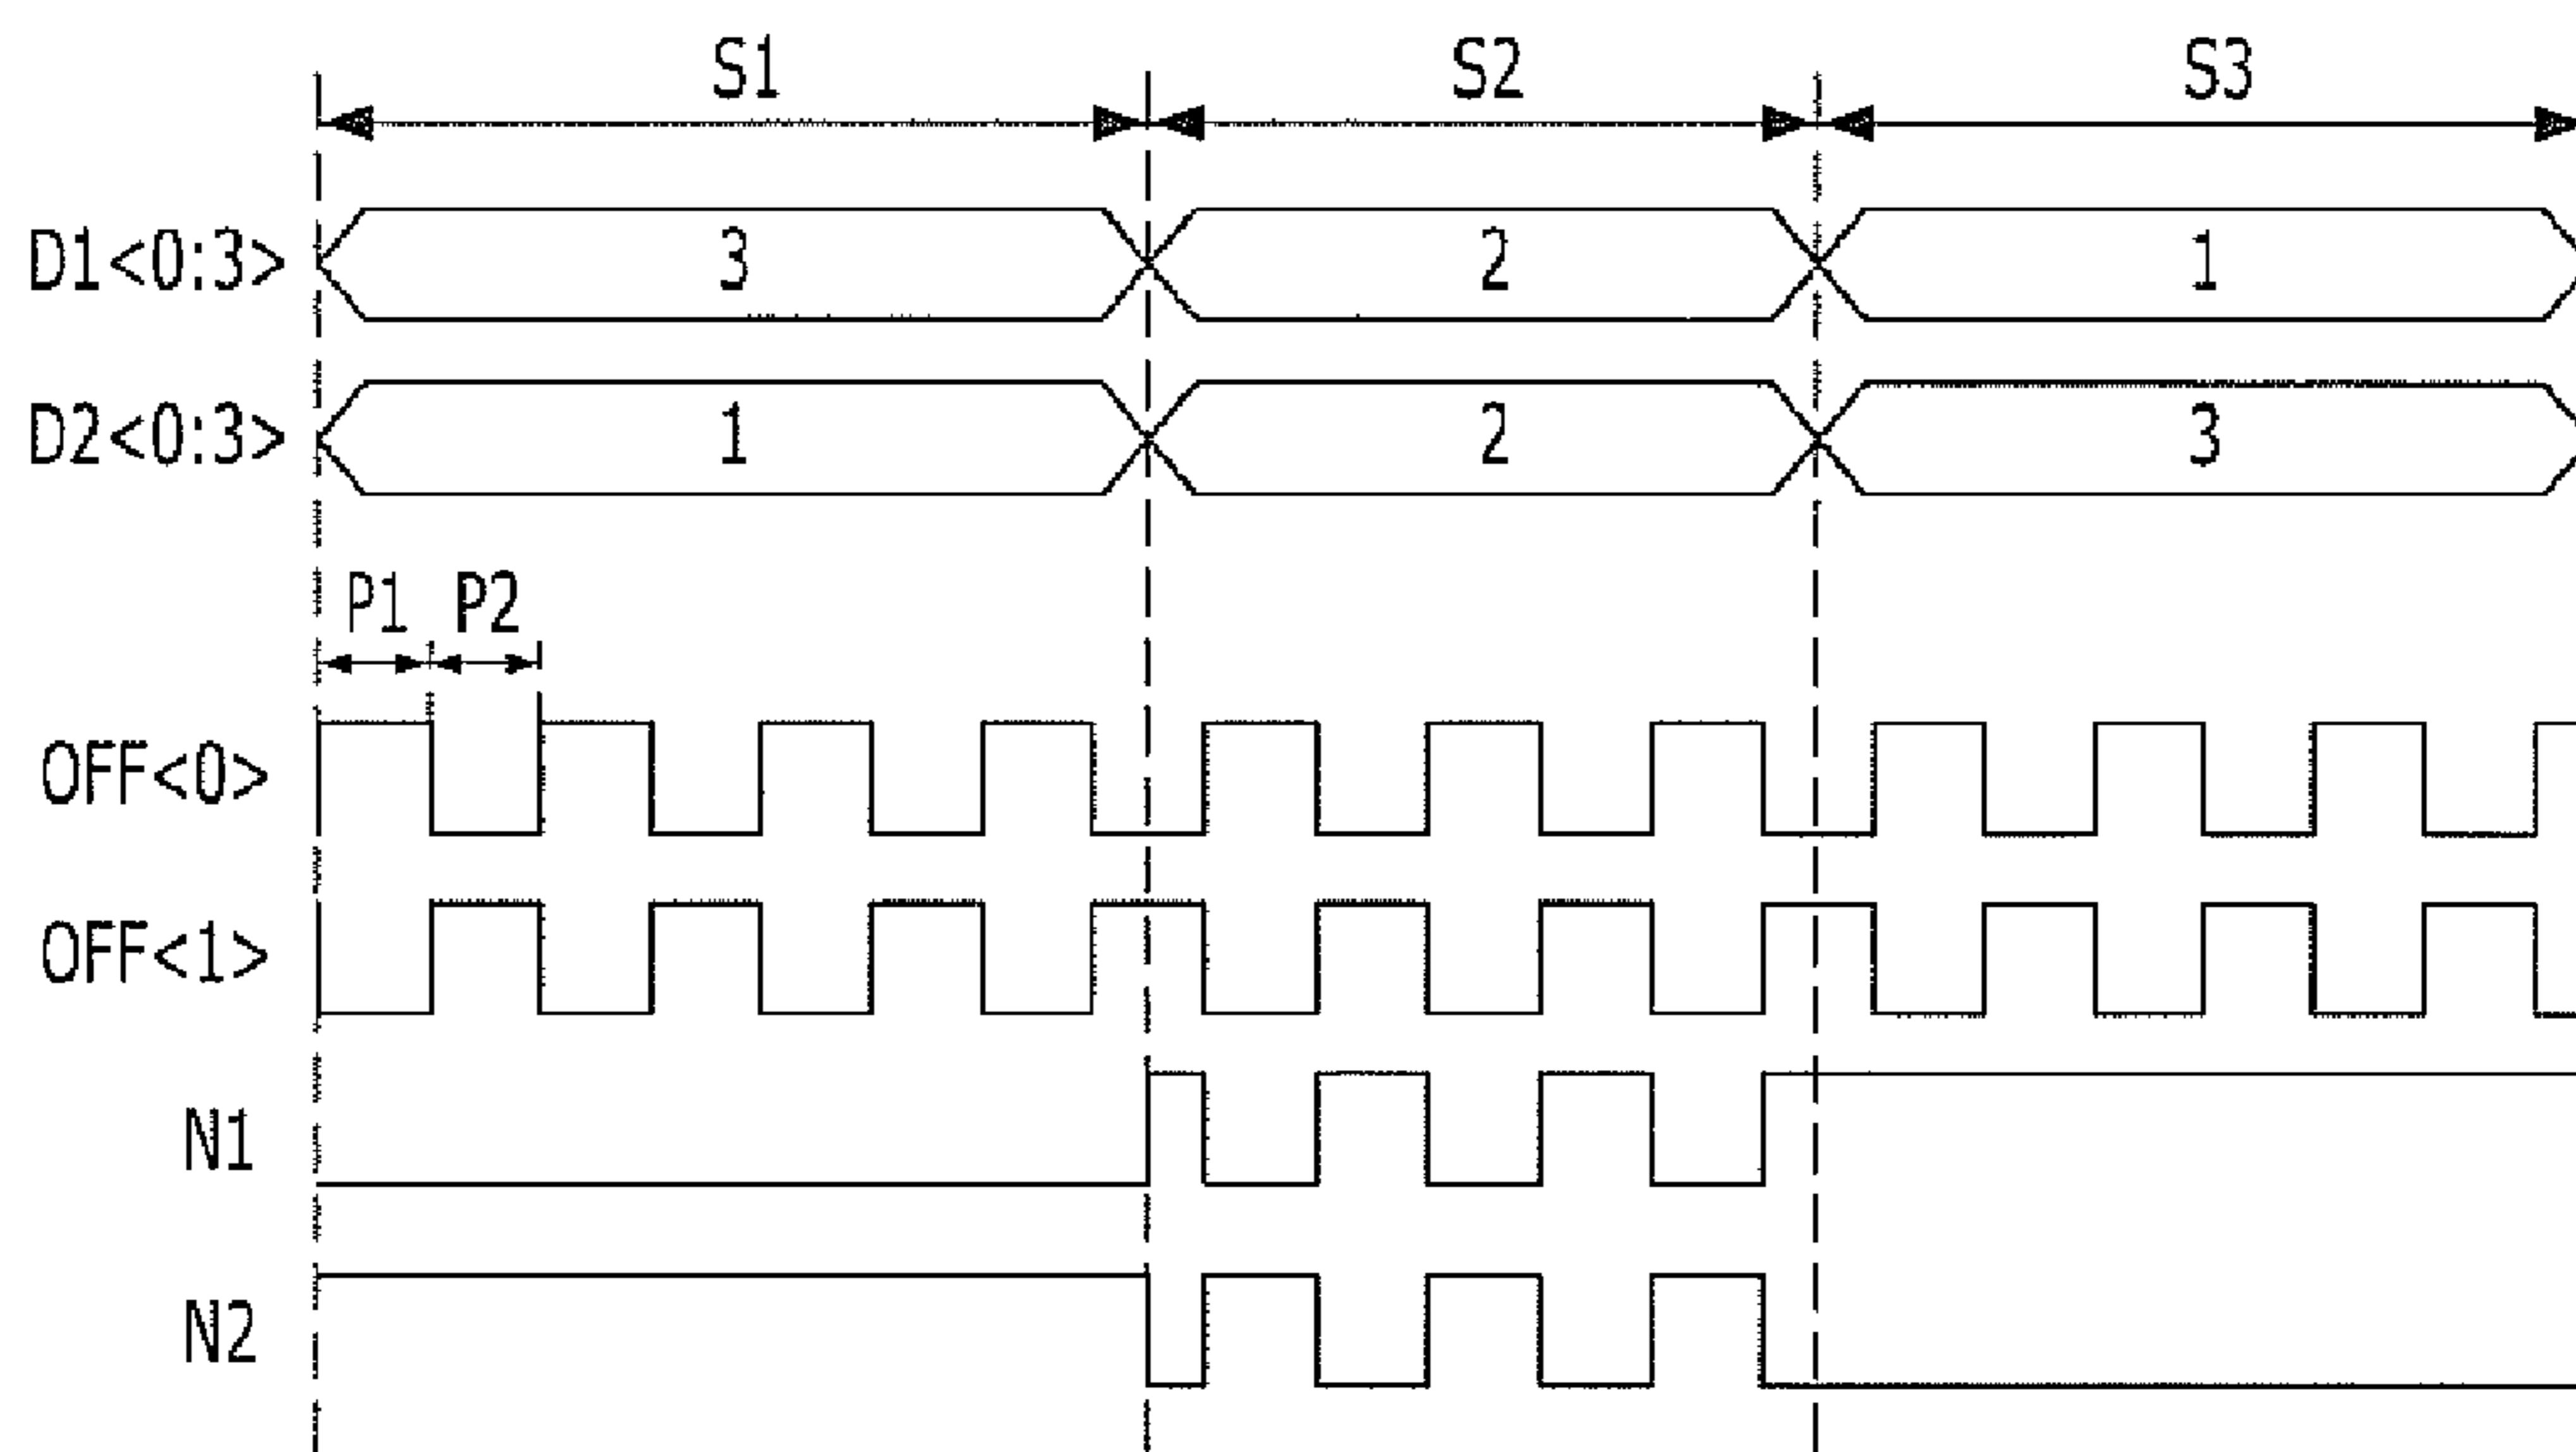 S1 S2 S3
D1<0:3> 3 2 1
D2<0:3> 1 2 3
P1 P2
OFF<0>
OFF<1>
N1
N2